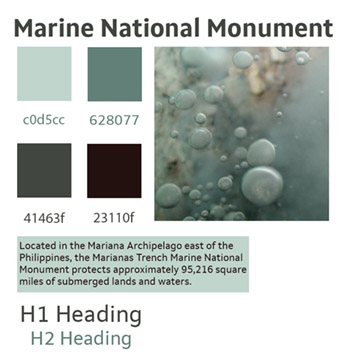 Marine National Monument
c0d5cc 628077
41463f 23110f
Located in the Mariana Archipelago east of the
Philippines, the Marianas Trench Marine National
Monument protects approximately 95,216 square
miles of submerged lands and waters.
H1 Heading
H2 Heading